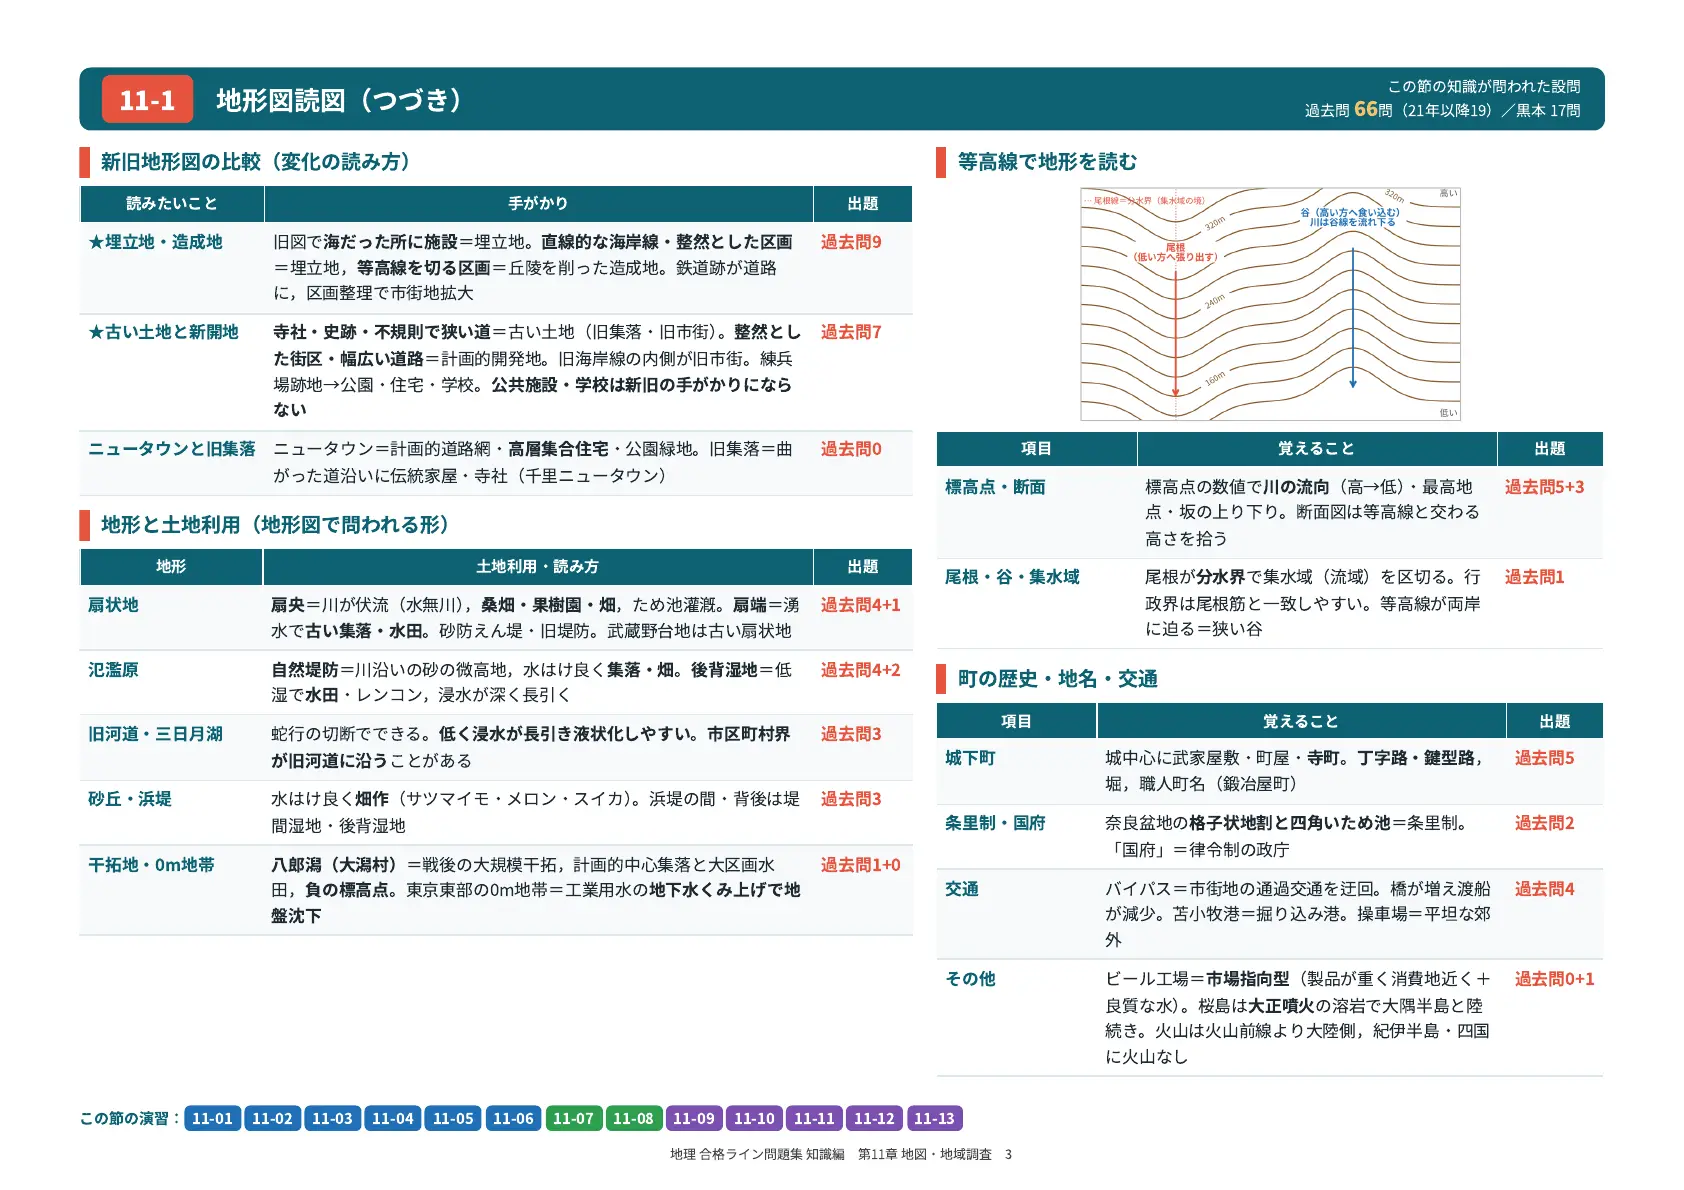 11-1 地形図読図（つづき）
この節の知識が問われた設問
過去問 66問（21年以降19）／黒本 17問
新旧地形図の比較（変化の読み方）
読みたいこと 手がかり 出題
★埋立地・造成地 旧図で海だった所に施設＝埋立地。直線的な海岸線・整然とした区画 過去問9
＝埋立地，等高線を切る区画＝丘陵を削った造成地。鉄道跡が道路
に，区画整理で市街地拡大
★古い土地と新開地 寺社・史跡・不規則で狭い道＝古い土地（旧集落・旧市街）。整然とし 過去問7
た街区・幅広い道路＝計画的開発地。旧海岸線の内側が旧市街。練兵
場跡地→公園・住宅・学校。公共施設・学校は新旧の手がかりになら
ない
ニュータウンと旧集落 ニュータウン＝計画的道路網・高層集合住宅・公園緑地。旧集落＝曲 過去問0
がった道沿いに伝統家屋・寺社（千里ニュータウン）
地形と土地利用（地形図で問われる形）
地形 土地利用・読み方 出題
扇状地 扇央＝川が伏流（水無川），桑畑・果樹園・畑，ため池灌漑。扇端＝湧 過去問4+1
水で古い集落・水田。砂防えん堤・旧堤防。武蔵野台地は古い扇状地
氾濫原 自然堤防＝川沿いの砂の微高地，水はけ良く集落・畑。後背湿地＝低 過去問4+2
湿で水田・レンコン，浸水が深く長引く
旧河道・三日月湖 蛇行の切断でできる。低く浸水が長引き液状化しやすい。市区町村界 過去問3
が旧河道に沿うことがある
砂丘・浜堤 水はけ良く畑作（サツマイモ・メロン・スイカ）。浜堤の間・背後は堤 過去問3
間湿地・後背湿地
干拓地・0m地帯 八郎潟（大潟村）＝戦後の大規模干拓，計画的中心集落と大区画水 過去問1+0
田，負の標高点。東京東部の0m地帯＝工業用水の地下水くみ上げで地
盤沈下
等高線で地形を読む
尾根線＝分水界（集水域の境）
320m
高い
谷（高い方へ食い込む）
川は谷線を流れ下る
320m
尾根
（低い方へ張り出す）
240m
160m
低い
項目 覚えること 出題
標高点・断面 標高点の数値で川の流向（高→低）・最高地 過去問5+3
点・坂の上り下り。断面図は等高線と交わる
高さを拾う
尾根・谷・集水域 尾根が分水界で集水域（流域）を区切る。行 過去問1
政界は尾根筋と一致しやすい。等高線が両岸
に迫る＝狭い谷
町の歴史・地名・交通
項目 覚えること 出題
城下町 城中心に武家屋敷・町屋・寺町。丁字路・鍵型路， 過去問5
堀，職人町名（鍛冶屋町）
条里制・国府 奈良盆地の格子状地割と四角いため池＝条里制。 過去問2
「国府」＝律令制の政庁
交通 バイパス＝市街地の通過交通を迂回。橋が増え渡船 過去問4
が減少。苫小牧港＝掘り込み港。操車場＝平坦な郊
外
その他 ビール工場＝市場指向型（製品が重く消費地近く＋ 過去問0+1
良質な水）。桜島は大正噴火の溶岩で大隅半島と陸
続き。火山は火山前線より大陸側，紀伊半島・四国
に火山なし
この節の演習： 11-01 11-02 11-03 11-04 11-05 11-06 11-07 11-08 11-09 11-10 11-11 11-12 11-13
地理 合格ライン問題集 知識編 第11章 地図・地域調査 3